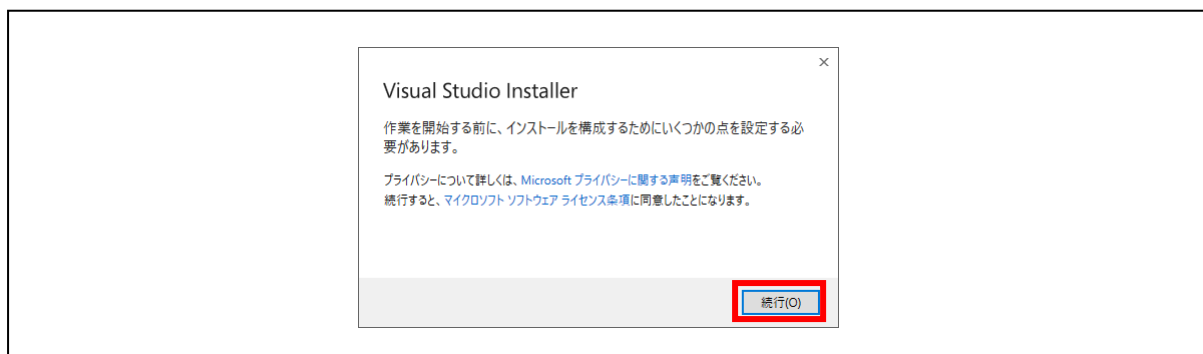 Visual Studio Installer
作業を開始する前に、インストールを構成するためにいくつかの点を設定する必
要があります。
プライバシーについて詳しくは、Microsoft プライバシーに関する声明をご覧ください。
続行すると、マイクロソフト ソフトウェア ライセンス条項に同意したことになります。
続行(O)